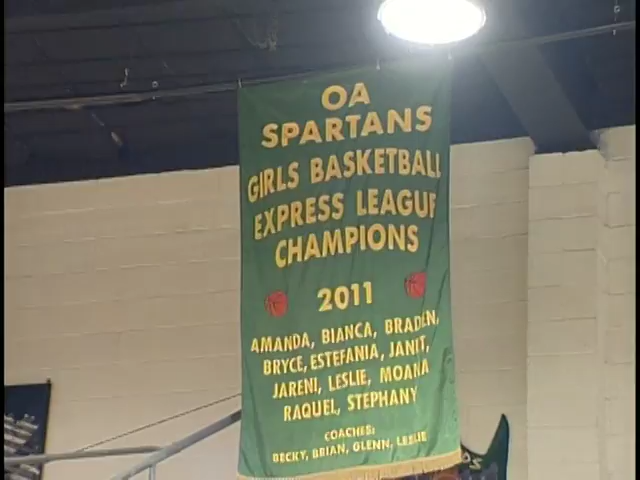 OA
SPARTANS
GIRLS BASKETBALL
EXPRESS LEAGUE
CHAMPIONS
2011
AMANDA, BIANCA, BRADEN,
BRYCE, ESTEFANIA, JANIT,
JARENI, LESLIE, MOANA
RAQUEL, STEPHANY
COACHES:
BECKY, BRIAN, GLENN, LESLIE